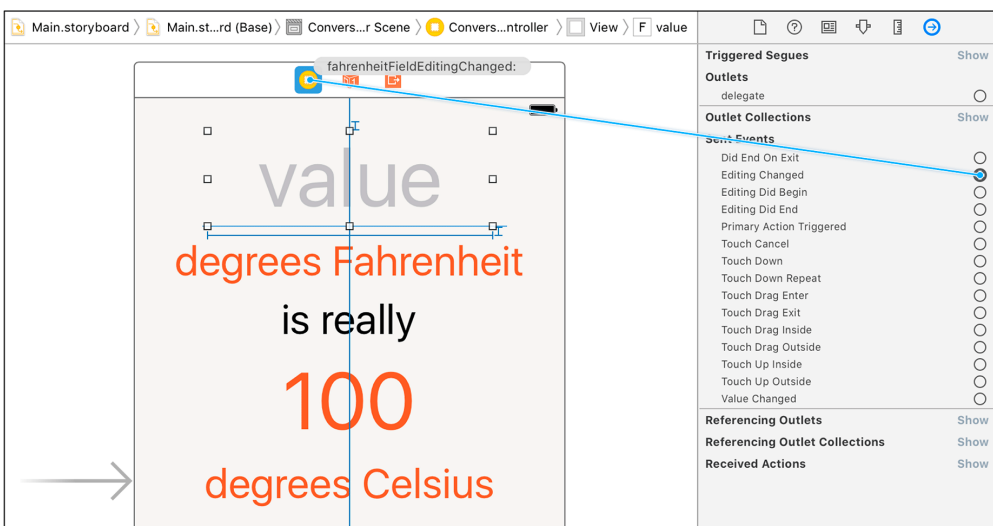 Main.storyboard 〉 Main.st...rd (Base) 〉 Convers...r Scene 〉 Convers...ntroller 〉 View 〉 F value
fahrenheitFieldEditingChanged:
value
degrees Fahrenheit
is really
100
degrees Celsius
Triggered Segues Show
Outlets
delegate
Outlet Collections Show
Sent Events
Did End On Exit
Editing Changed
Editing Did Begin
Editing Did End
Primary Action Triggered
Touch Cancel
Touch Down
Touch Down Repeat
Touch Drag Enter
Touch Drag Exit
Touch Drag Inside
Touch Drag Outside
Touch Up Inside
Touch Up Outside
Value Changed
Referencing Outlets Show
Referencing Outlet Collections Show
Received Actions Show